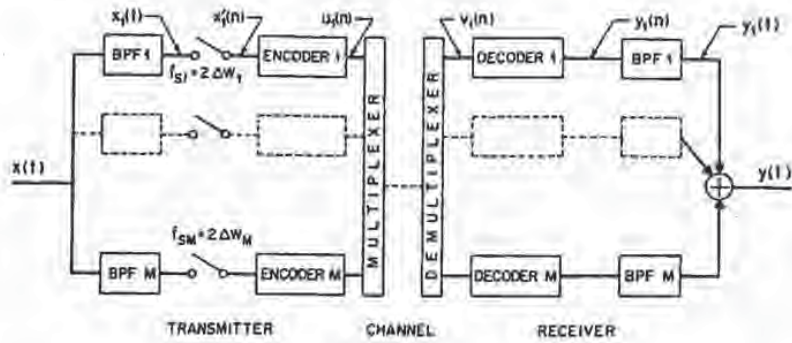 x₁(t) x₁'(n) u₁(n) v₁(n) y₁(n) y₁(t)
BPF 1 ENCODER 1 DECODER 1 BPF 1
f_S1 = 2 ΔW₁
MULTIPLEXER
DEMULTIPLEXER
x(t) + y(t)
f_SM = 2 ΔW_M
BPF M ENCODER M DECODER M BPF M
TRANSMITTER CHANNEL RECEIVER